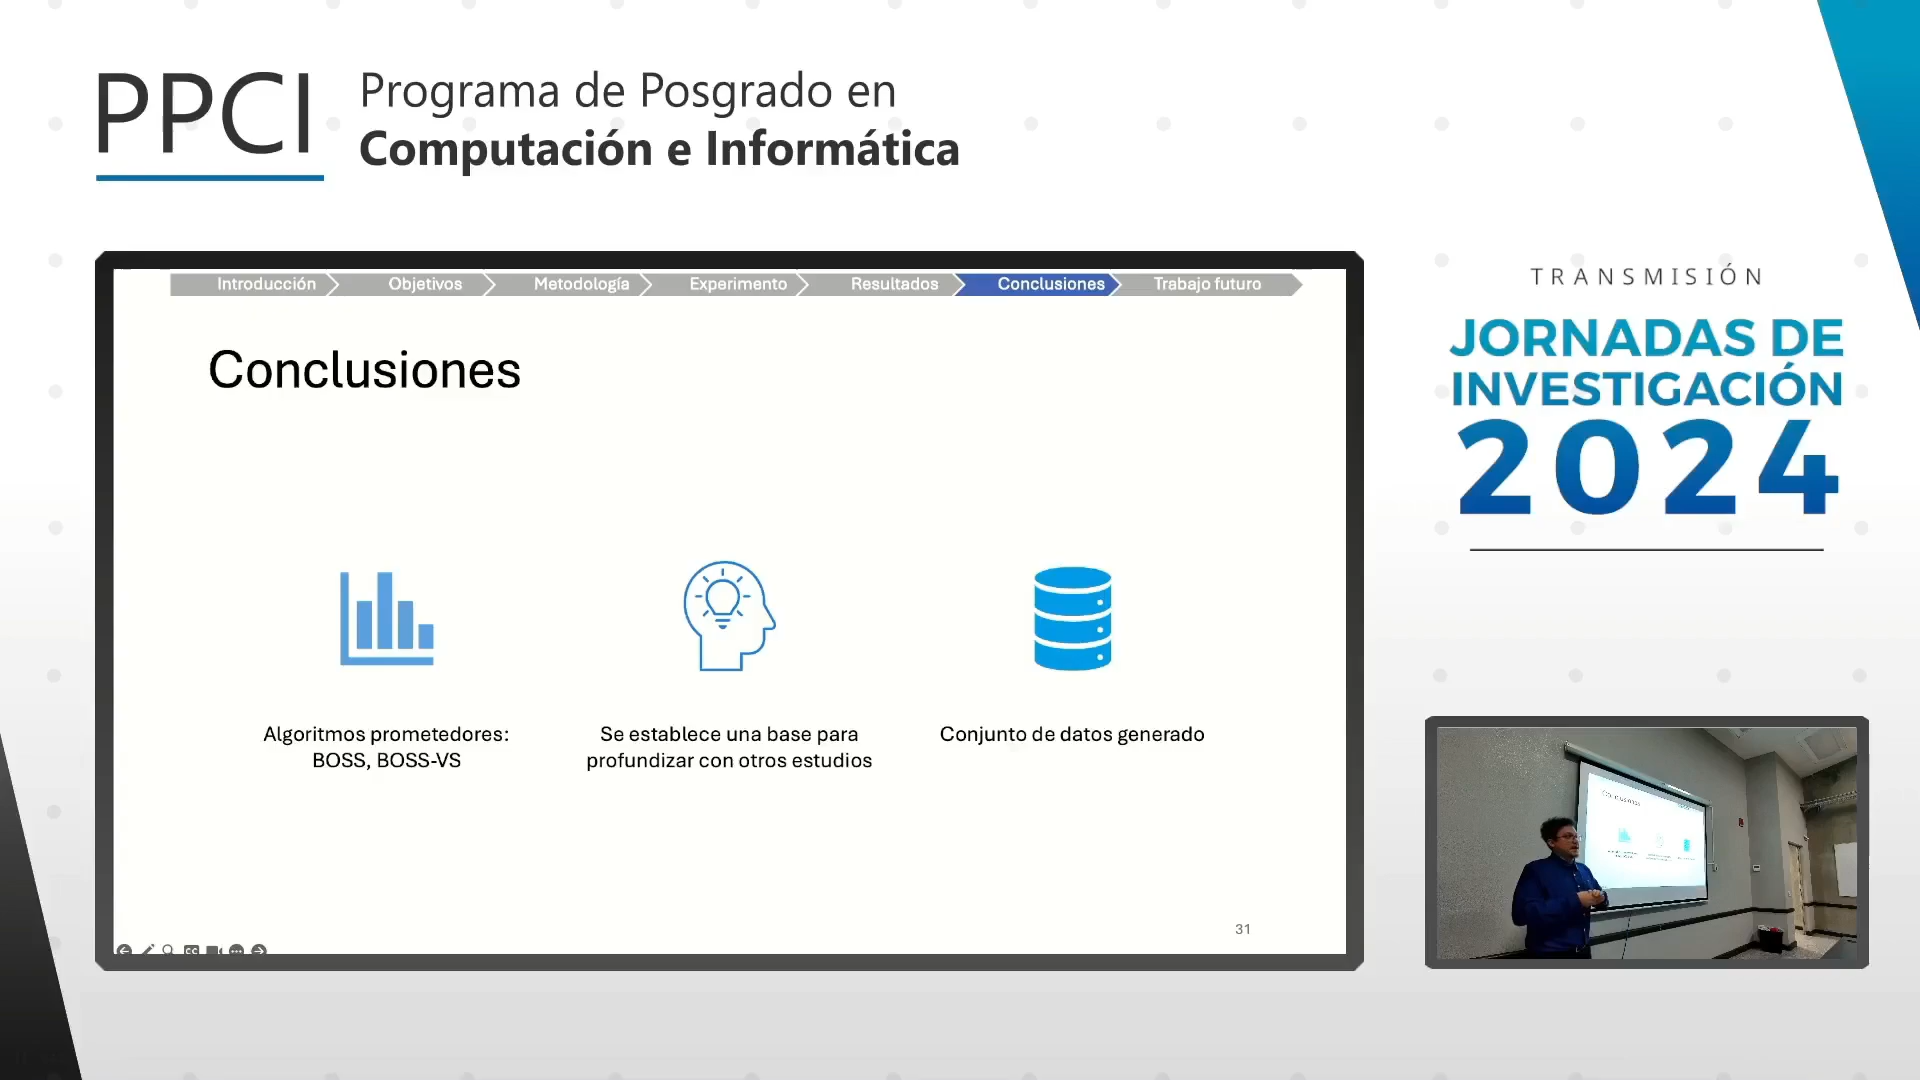 PPCI
Programa de Posgrado en
Computación e Informática
Introducción
Objetivos
Metodología
Experimento
Resultados
Conclusiones
Trabajo futuro
Conclusiones
Algoritmos prometedores:
BOSS, BOSS-VS
Se establece una base para
profundizar con otros estudios
Conjunto de datos generado
31
TRANSMISIÓN
JORNADAS DE
INVESTIGACIÓN
2024
Conclusiones